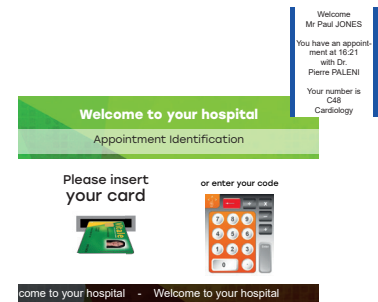 Welcome
Mr Paul JONES
You have an appoint-
ment at 16:21
with Dr.
Pierre PALENI
Your number is
C48
Cardiology
Welcome to your hospital
Appointment Identification
Please insert
your card
or enter your code
7 8 9
4 5 6
1 2 3
0
come to your hospital - Welcome to your hospital